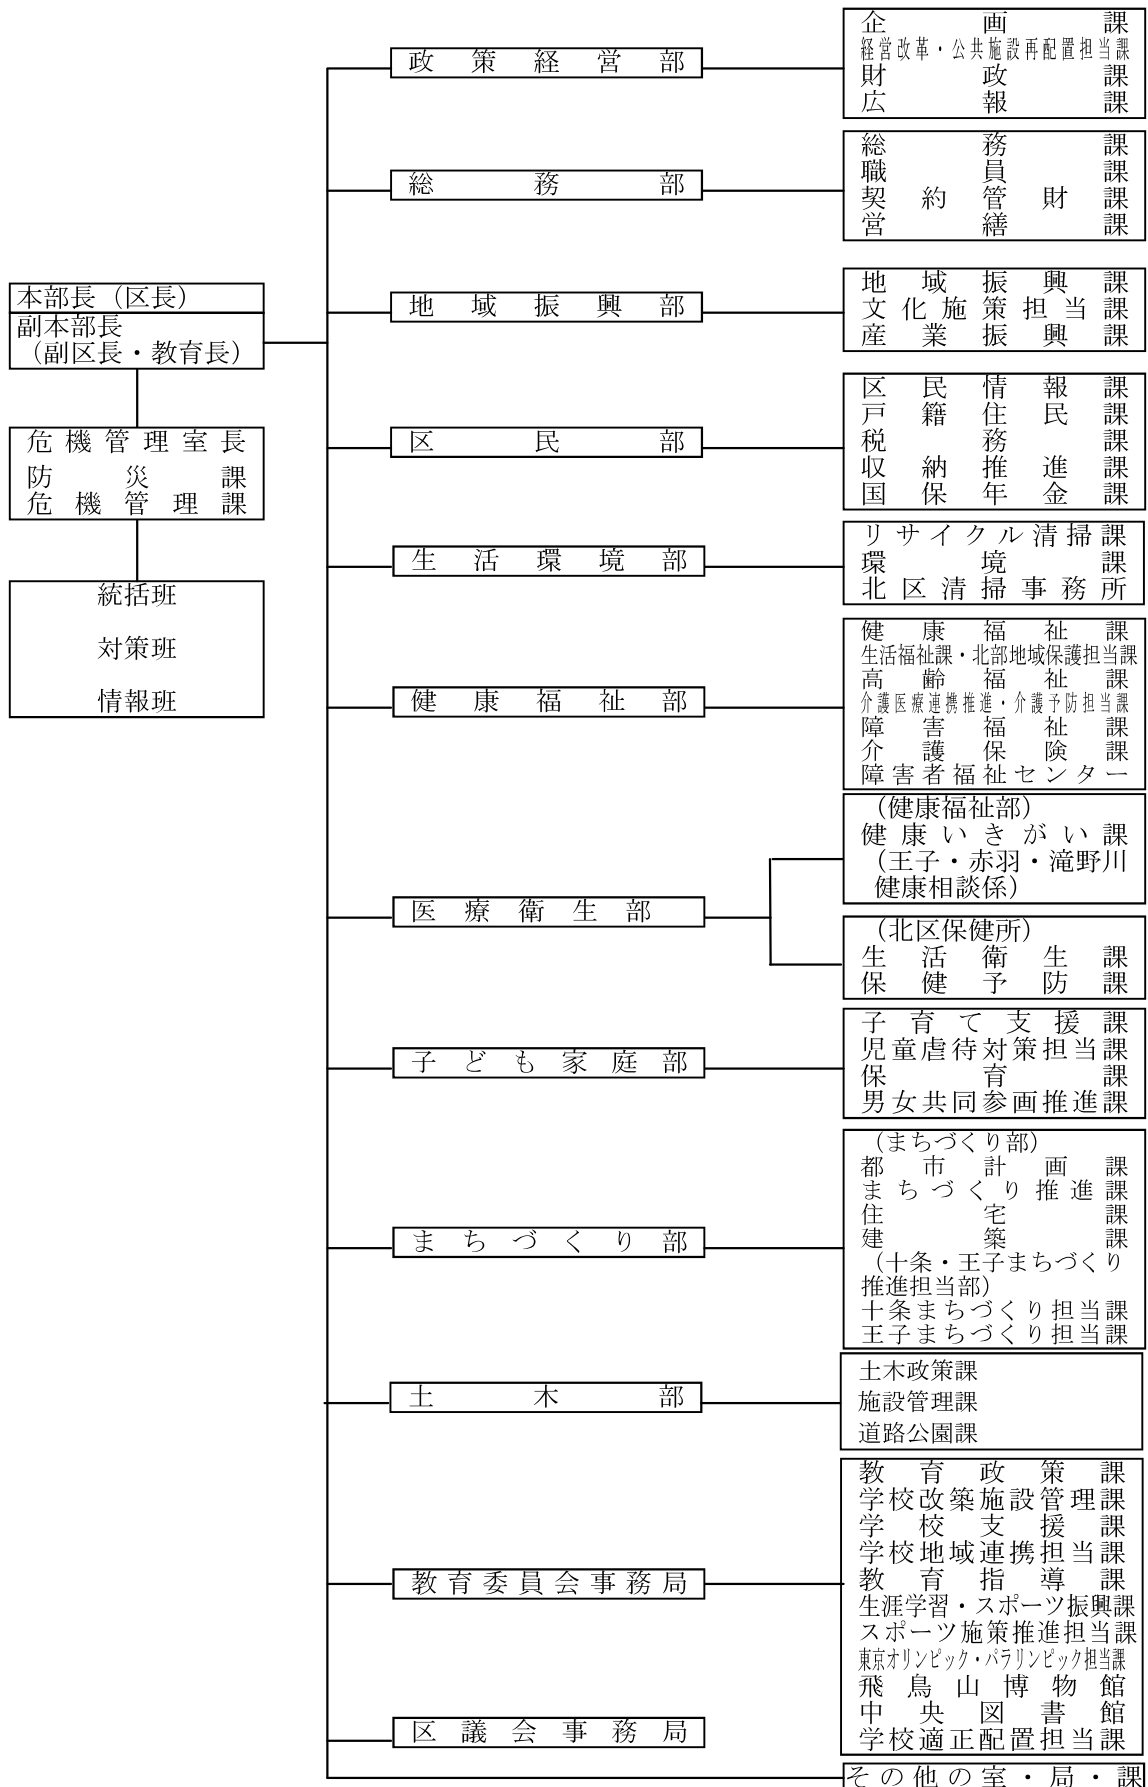 本部長（区長）
副本部長
（副区長・教育長）
危機管理室長
防災課
危機管理課
統括班
対策班
情報班
政策経営部
企画課
経営改革・公共施設再配置担当課
財政課
広報課
総務部
総務課
職員課
契約管財課
営繕課
地域振興部
地域振興課
文化施策担当課
産業振興課
区民部
区民情報課
戸籍住民課
税務課
収納推進課
国保年金課
生活環境部
リサイクル清掃課
環境課
北区清掃事務所
健康福祉部
健康福祉課
生活福祉課・北部地域保護担当課
高齢福祉課
介護医療連携推進・介護予防担当課
障害福祉課
介護保険課
障害者福祉センター
医療衛生部
（健康福祉部）
健康いきがい課
（王子・赤羽・滝野川
健康相談係）
（北区保健所）
生活衛生課
保健予防課
子ども家庭部
子育て支援課
児童虐待対策担当課
保育課
男女共同参画推進課
まちづくり部
（まちづくり部）
都市計画課
まちづくり推進課
住宅課
建築課
（十条・王子まちづくり
推進担当部）
十条まちづくり担当課
王子まちづくり担当課
土木部
土木政策課
施設管理課
道路公園課
教育委員会事務局
教育政策課
学校改築施設管理課
学校支援課
学校地域連携担当課
教育指導課
生涯学習・スポーツ振興課
スポーツ施策推進担当課
東京オリンピック・パラリンピック担当課
飛鳥山博物館
中央図書館
学校適正配置担当課
区議会事務局
その他の室・局・課